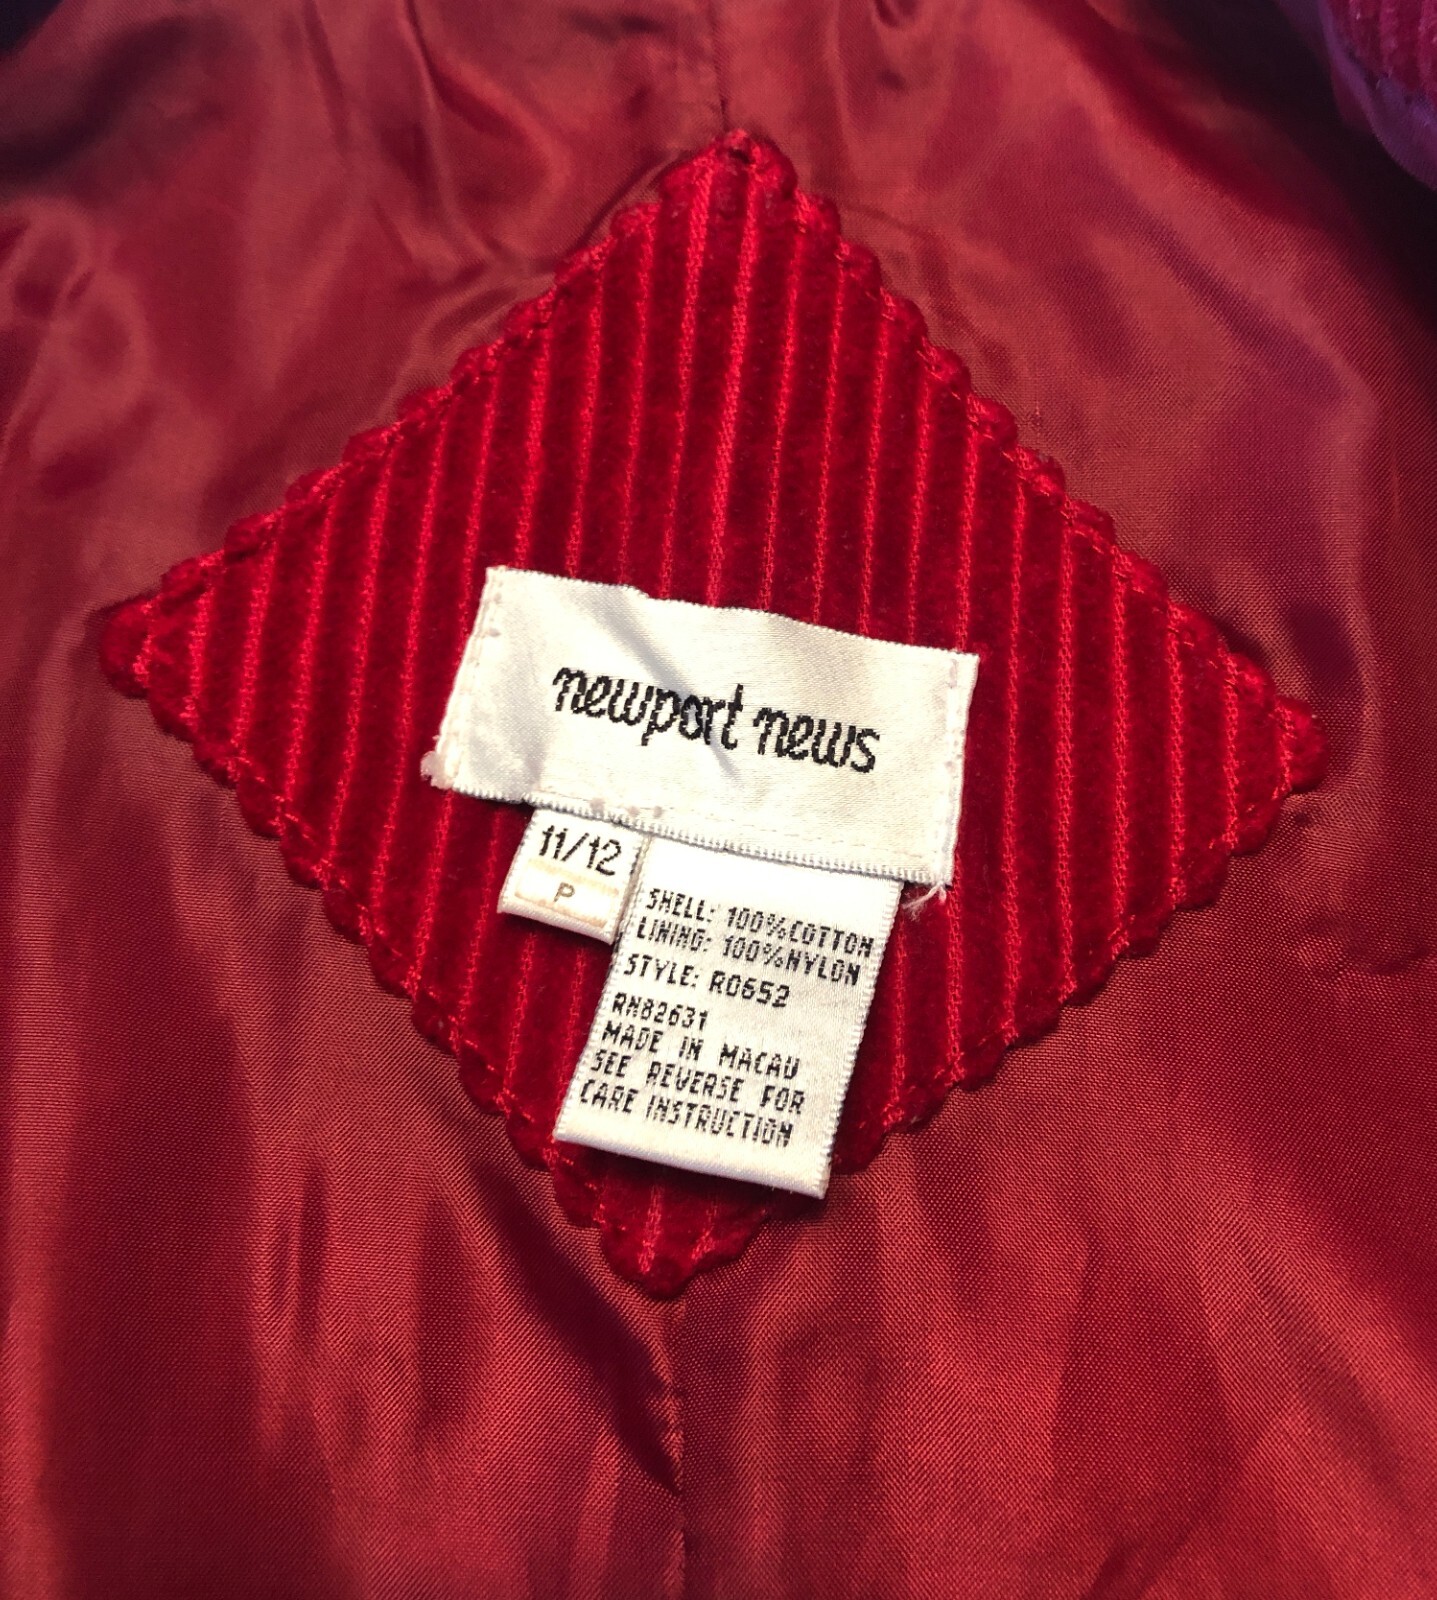 newport news
11/12
P
SHELL: 100%COTTON
LINING: 100%NYLON
STYLE: R0652
RN82631
MADE IN MACAU
SEE REVERSE FOR
CARE INSTRUCTION